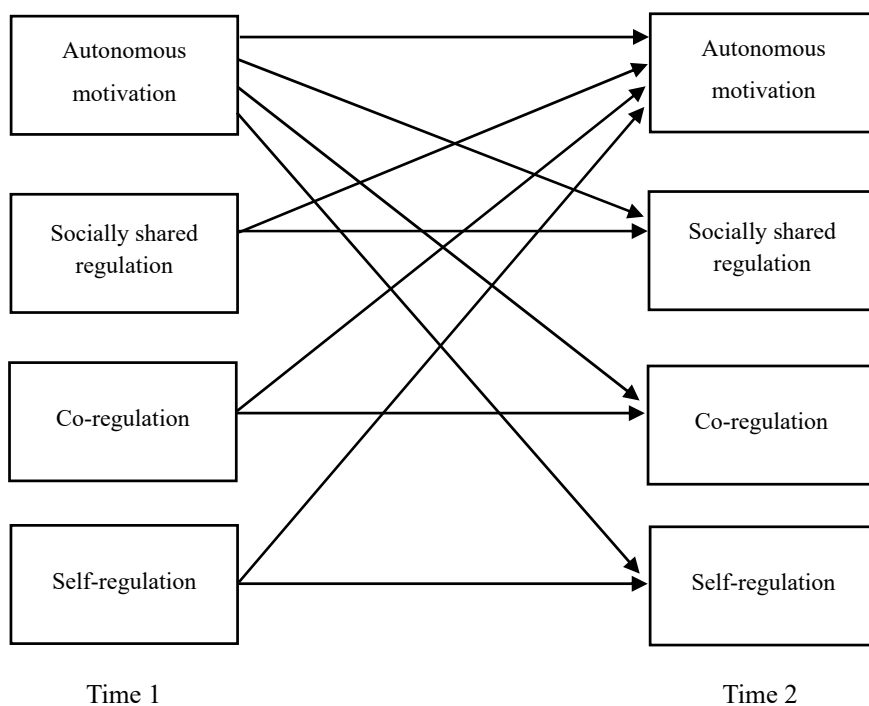 Autonomous
motivation
Autonomous
motivation
Socially shared
regulation
Socially shared
regulation
Co-regulation
Co-regulation
Self-regulation
Self-regulation
Time 1
Time 2